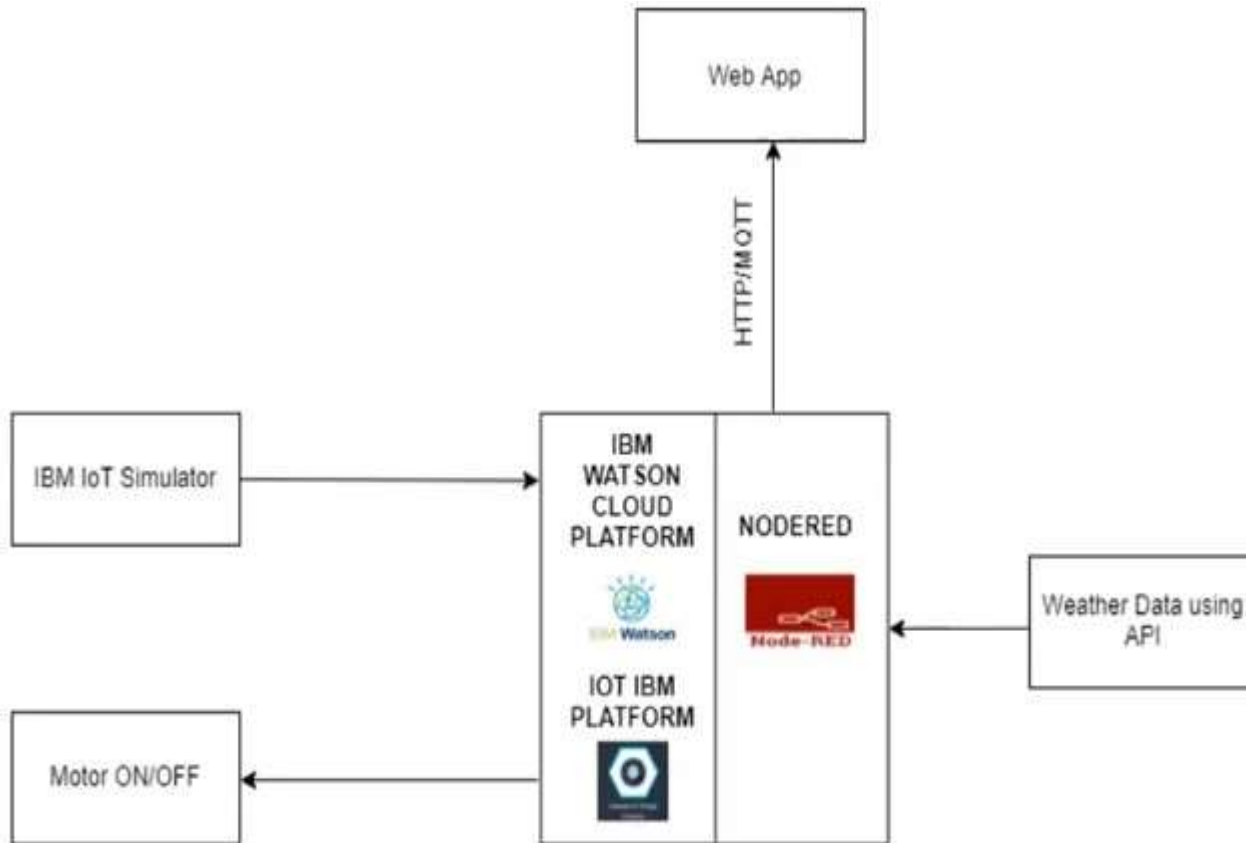 Web App
HTTP/MQTT
IBM IoT Simulator
IBM
WATSON
CLOUD
PLATFORM
NODERED
Watson
Node-RED
Weather Data using
API
IOT IBM
PLATFORM
Motor ON/OFF